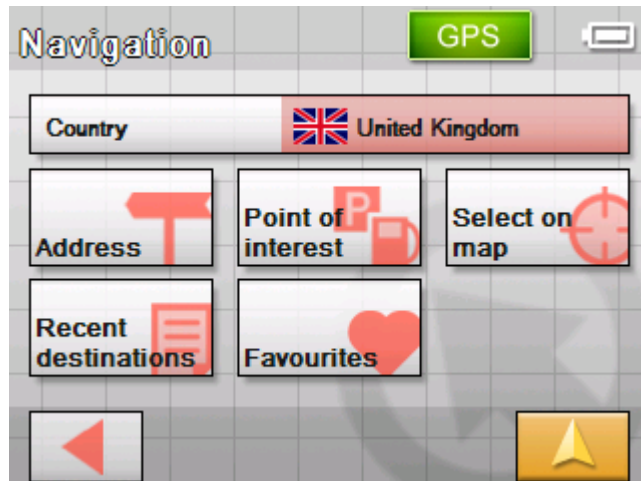 Navigation
GPS
Country
United Kingdom
Address
Point of
interest
P
Select on
map
Recent
destinations
Favourites